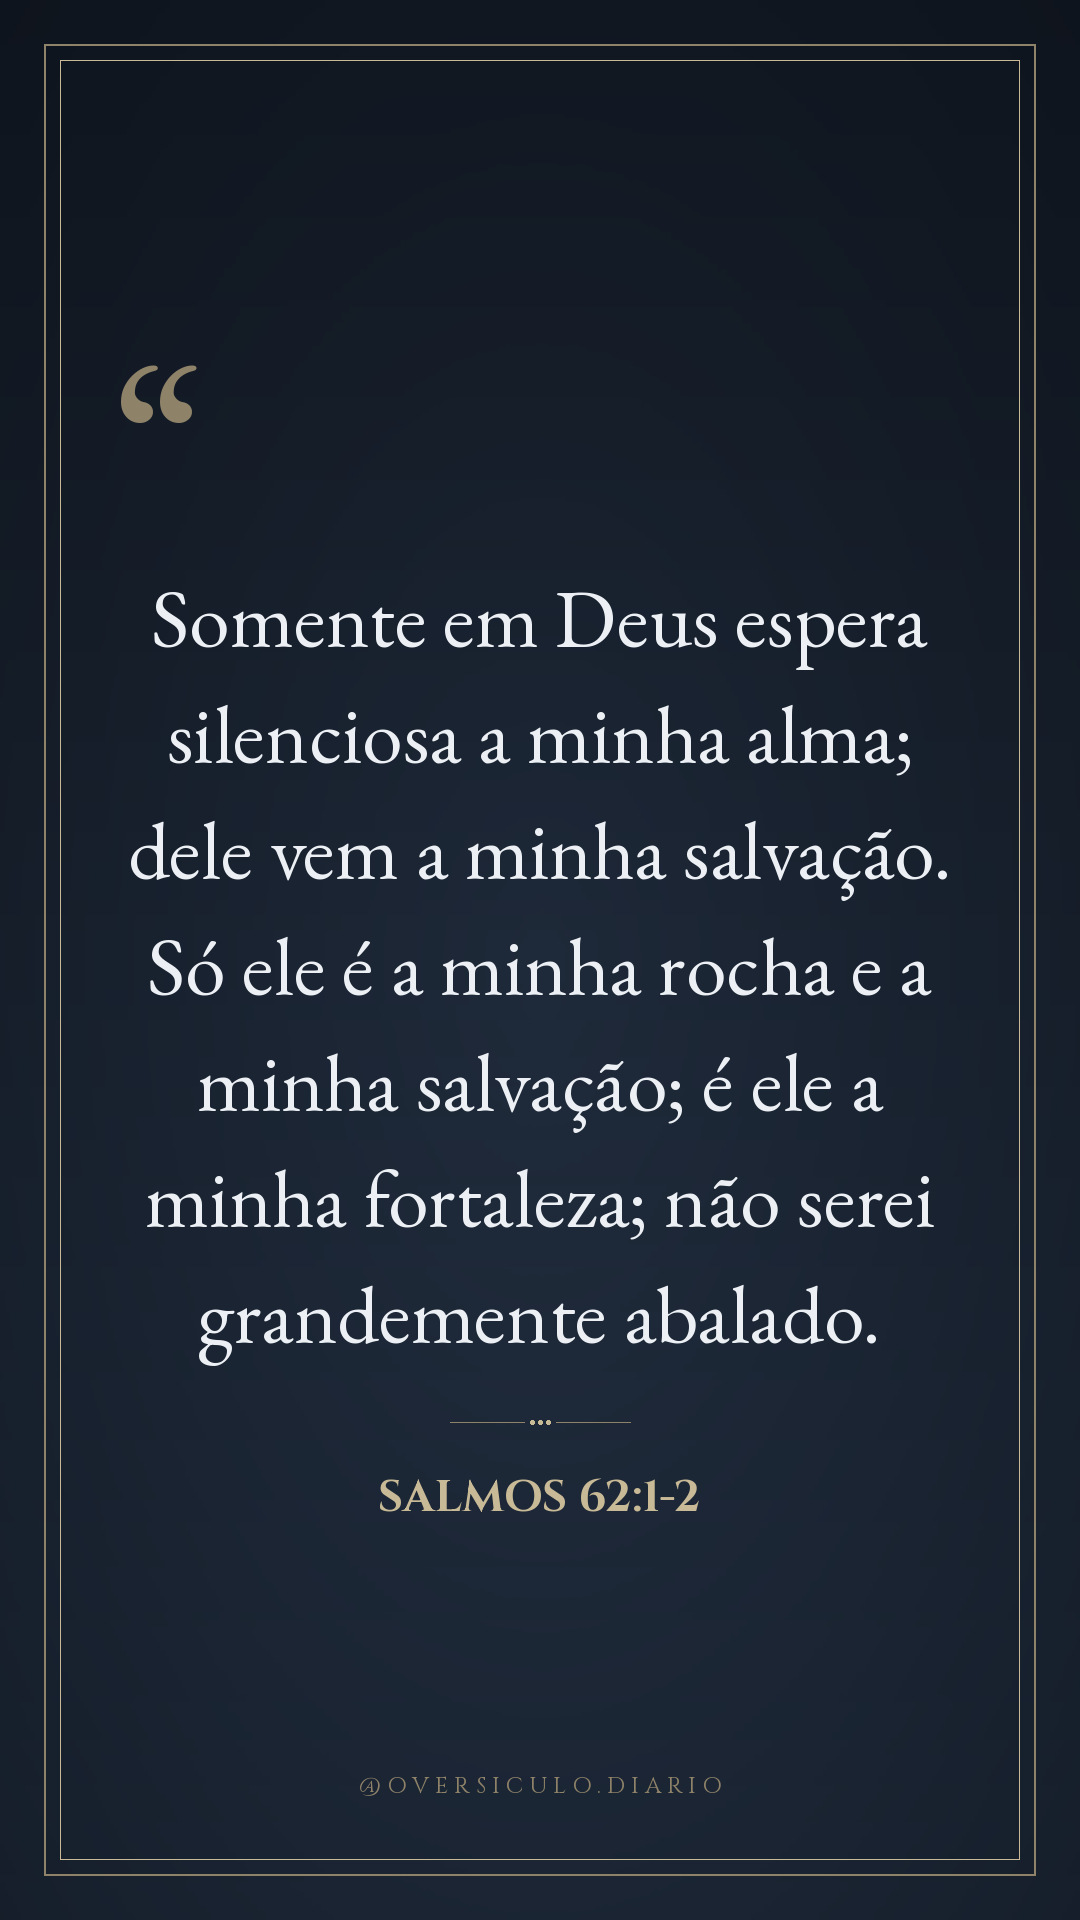 “
Somente em Deus espera
silenciosa a minha alma;
dele vem a minha salvação.
Só ele é a minha rocha e a
minha salvação; é ele a
minha fortaleza; não serei
grandemente abalado.
SALMOS 62:1-2
@OVERSICULO.DIARIO